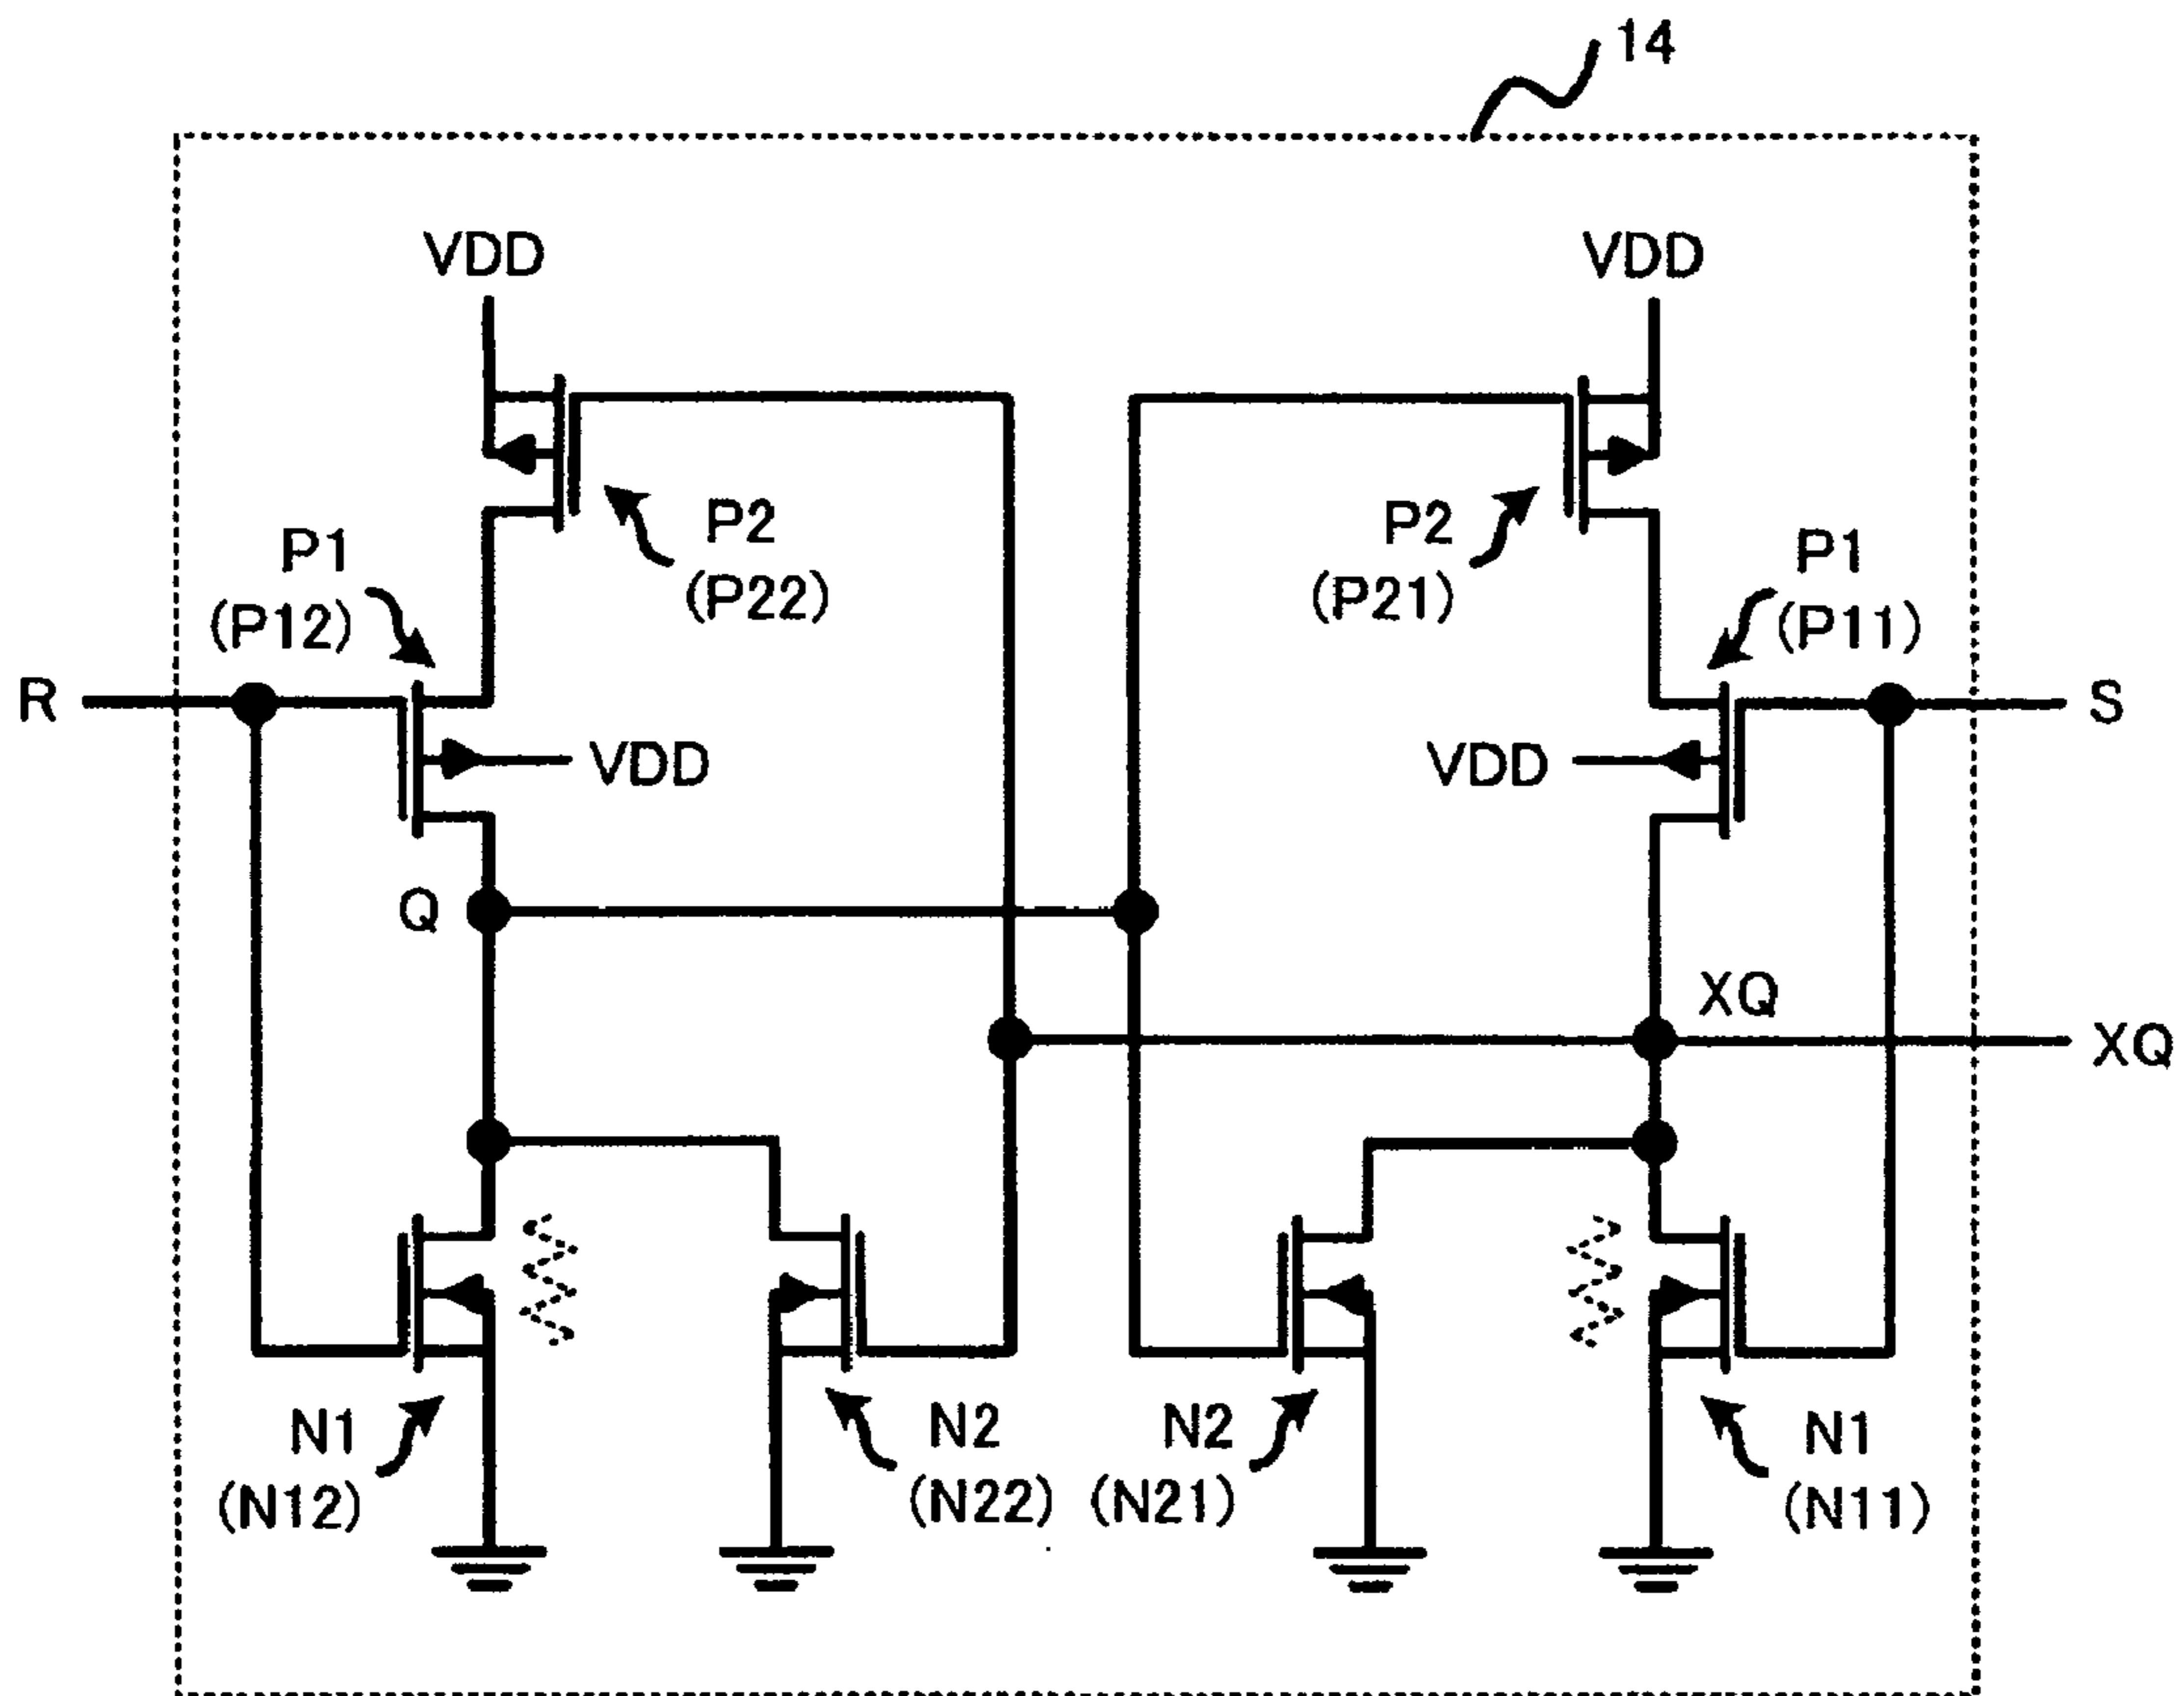 14
VDD
VDD
P2
(P22)
P2
(P21)
P1
(P12)
P1
(P11)
R
S
VDD
VDD
Q
XQ
XQ
N1
(N12)
N2
(N22)
N2
(N21)
N1
(N11)